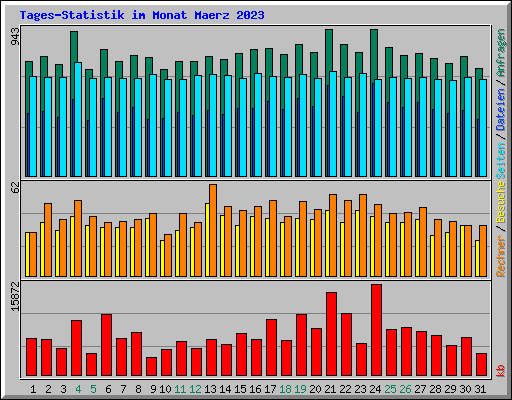 Tages-Statistik im Monat Maerz 2023
943
62
15872
Rechner / Besuche Seiten / Dateien / Anfragen
kb
1 2 3 4 5 6 7 8 9 10 11 12 13 14 15 16 17 18 19 20 21 22 23 24 25 26 27 28 29 30 31